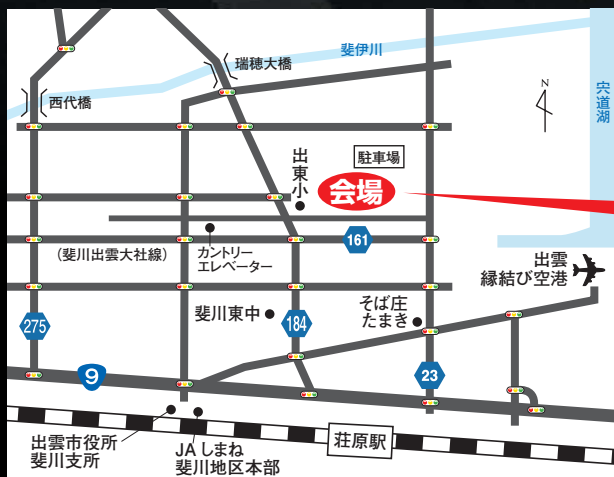 斐伊川
瑞穂大橋
西代橋
N
宍道湖
駐車場
出東小
会場
161
(斐川出雲大社線)
カントリー
エレベーター
出雲
縁結び空港
斐川東中
そば庄
たまき
275
184
23
9
出雲市役所
斐川支所
JAしまね
斐川地区本部
荘原駅